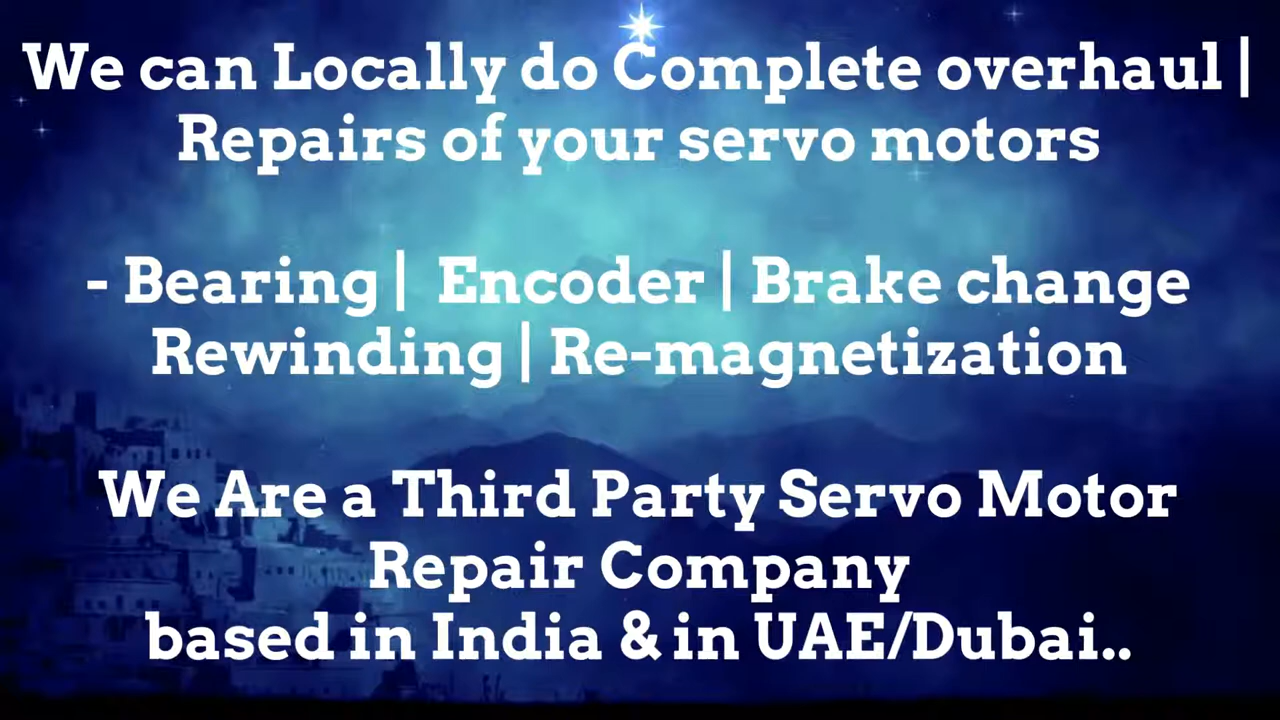 We can Locally do Complete overhaul |
Repairs of your servo motors
- Bearing | Encoder | Brake change
Rewinding | Re-magnetization
We Are a Third Party Servo Motor
Repair Company
based in India & in UAE/Dubai..